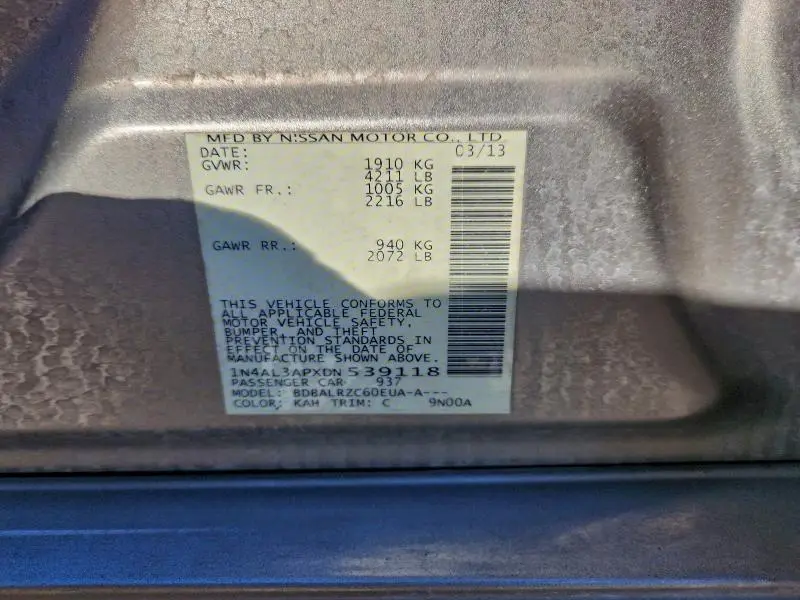 MFD BY NISSAN MOTOR CO., LTD
DATE: 03/13
GVWR: 1910 KG
4211 LB
GAWR FR.: 1005 KG
2216 LB
GAWR RR.: 940 KG
2072 LB
THIS VEHICLE CONFORMS TO
ALL APPLICABLE FEDERAL
MOTOR VEHICLE SAFETY,
BUMPER, AND THEFT
PREVENTION STANDARDS IN
EFFECT ON THE DATE OF
MANUFACTURE SHOWN ABOVE.
1N4AL3APXDN 539118
PASSENGER CAR 937
MODEL: BDBALRZC60EUA-A---
COLOR: KAH TRIM: C 9N00A